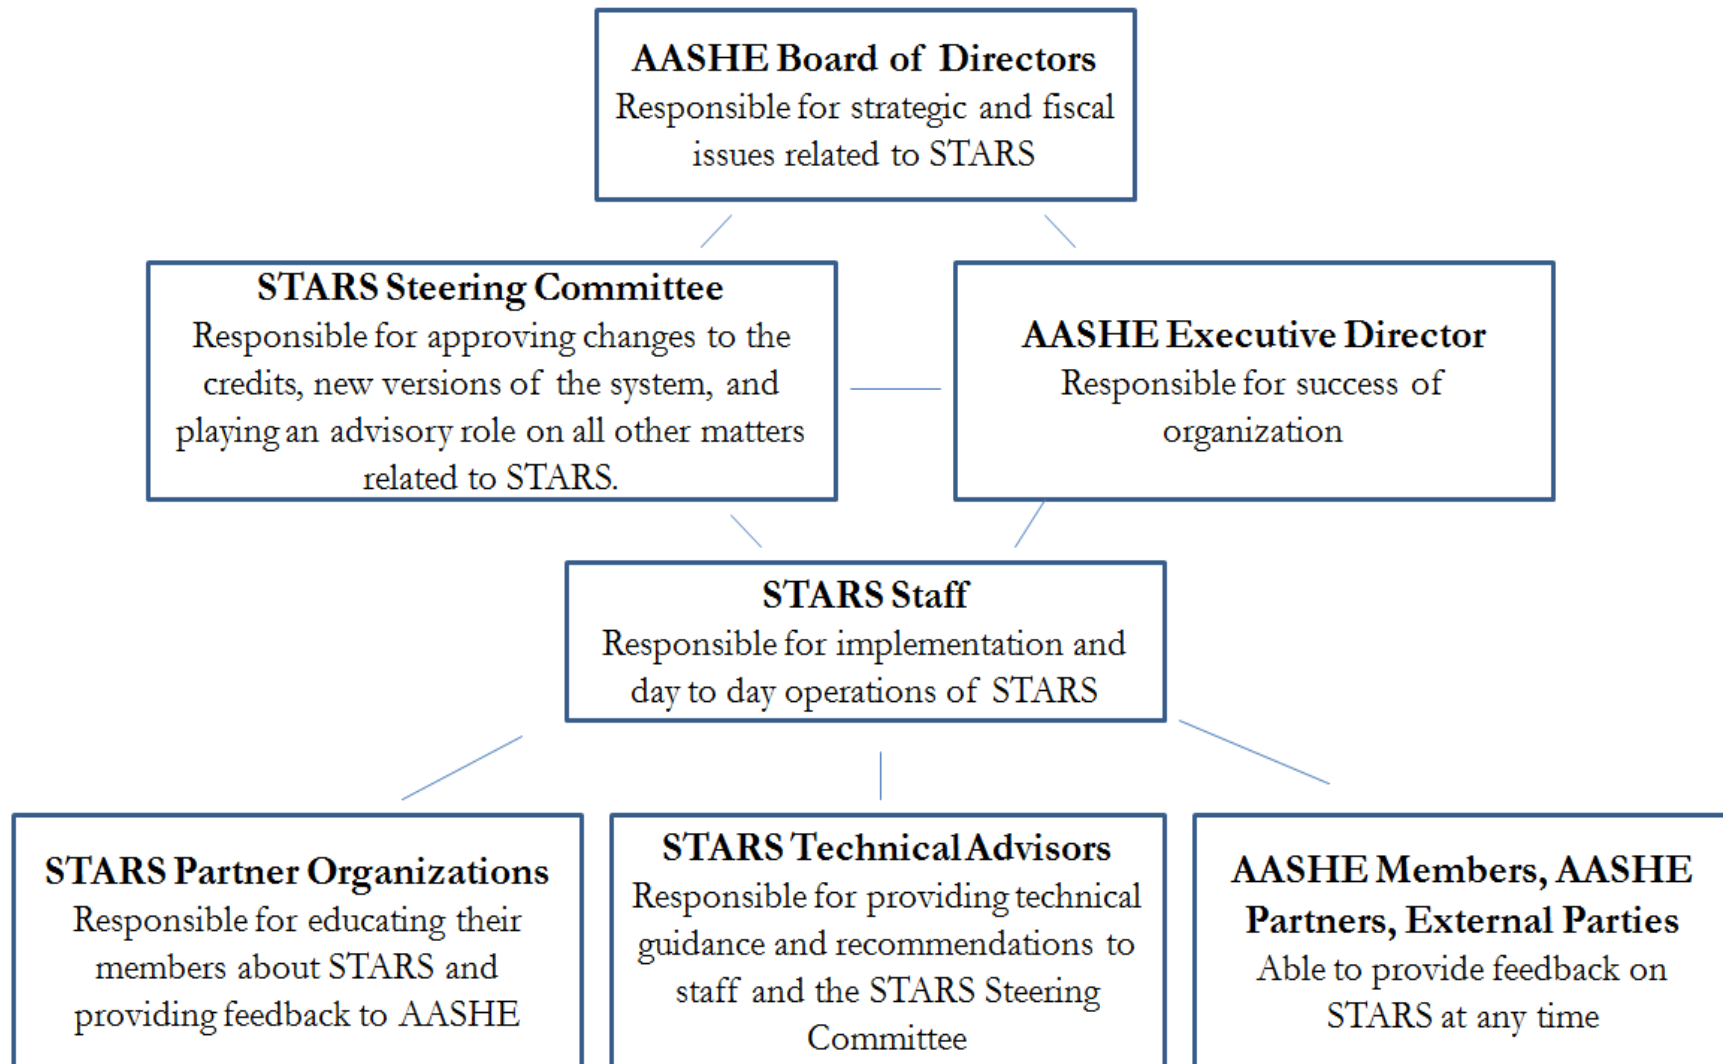 AASHE Board of Directors
Responsible for strategic and fiscal
issues related to STARS
STARS Steering Committee
Responsible for approving changes to the
credits, new versions of the system, and
playing an advisory role on all other matters
related to STARS.
AASHE Executive Director
Responsible for success of
organization
STARS Staff
Responsible for implementation and
day to day operations of STARS
STARS Partner Organizations
Responsible for educating their
members about STARS and
providing feedback to AASHE
STARS Technical Advisors
Responsible for providing technical
guidance and recommendations to
staff and the STARS Steering
Committee
AASHE Members, AASHE
Partners, External Parties
Able to provide feedback on
STARS at any time